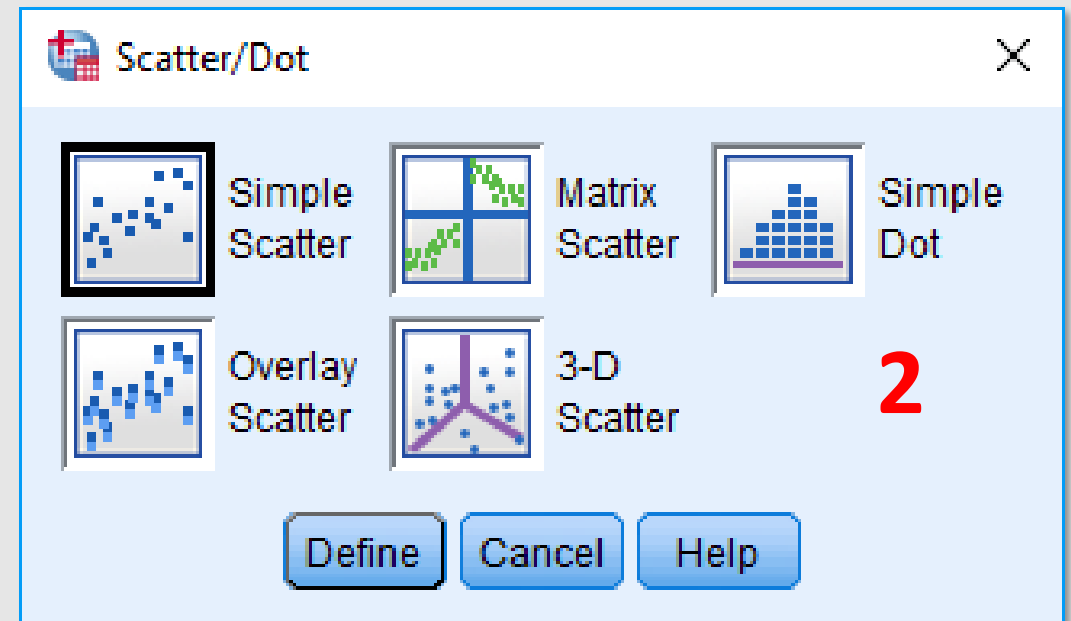 Scatter/Dot
Simple
Scatter
Matrix
Scatter
Simple
Dot
Overlay
Scatter
3-D
Scatter
2
Define
Cancel
Help